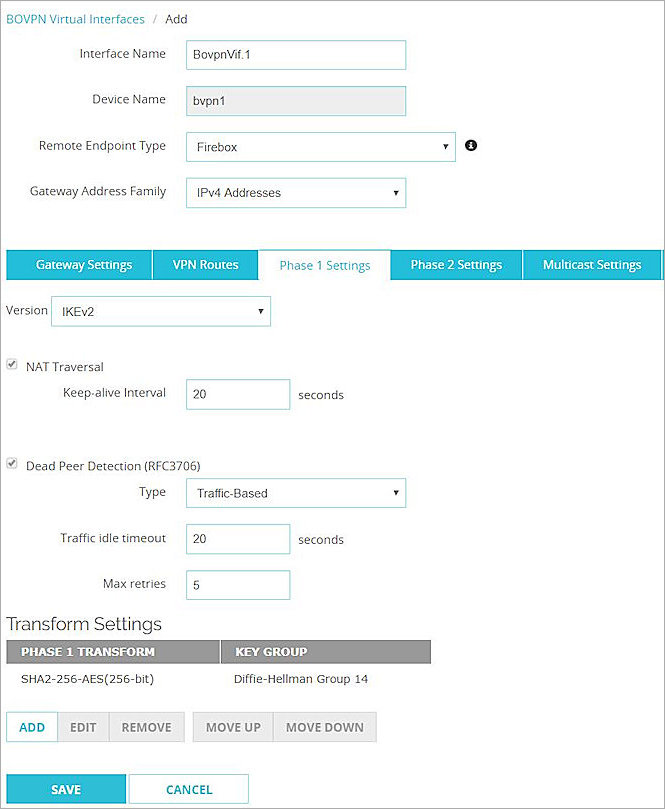 BOVPN Virtual Interfaces / Add
Interface Name BovpnVif.1
Device Name bvpn1
Remote Endpoint Type Firebox
Gateway Address Family IPv4 Addresses
Gateway Settings VPN Routes Phase 1 Settings Phase 2 Settings Multicast Settings
Version IKEv2
NAT Traversal
Keep-alive Interval 20 seconds
Dead Peer Detection (RFC3706)
Type Traffic-Based
Traffic idle timeout 20 seconds
Max retries 5
Transform Settings
PHASE 1 TRANSFORM KEY GROUP
SHA2-256-AES(256-bit) Diffie-Hellman Group 14
ADD EDIT REMOVE MOVE UP MOVE DOWN
SAVE CANCEL